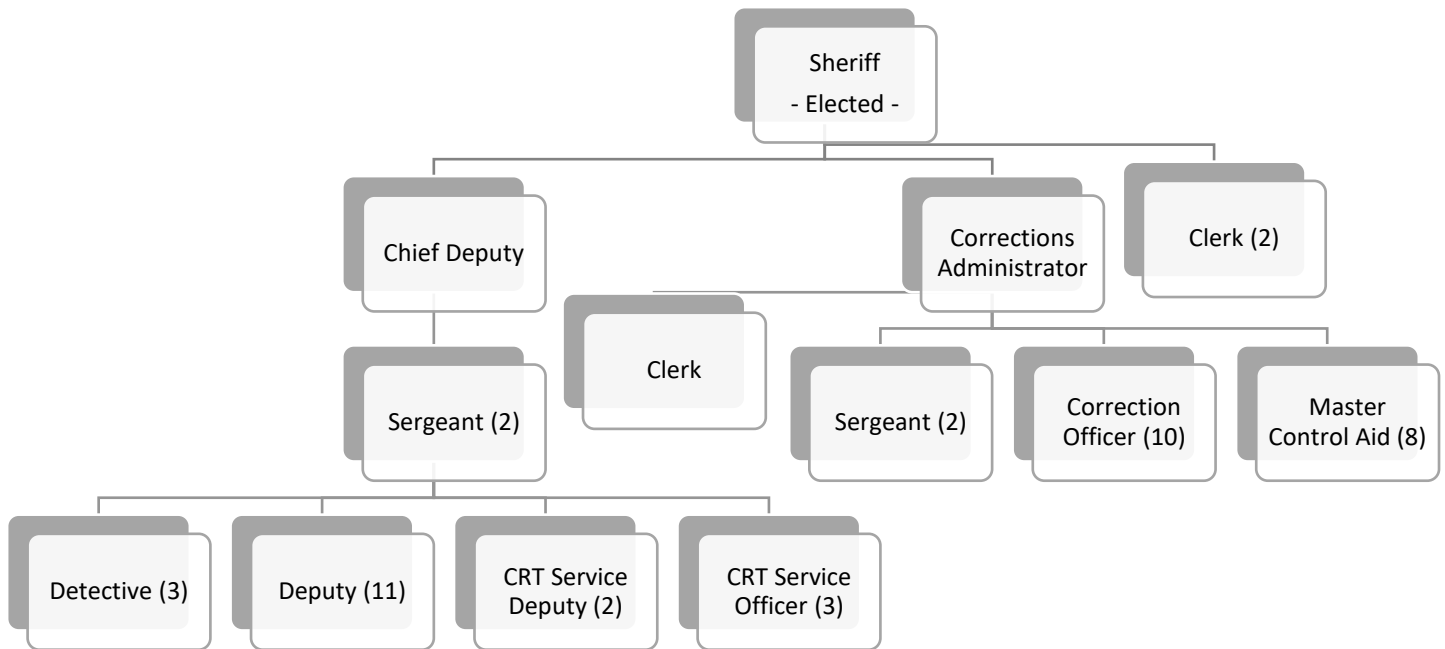 Sheriff
- Elected -
Chief Deputy
Corrections
Administrator
Clerk (2)
Clerk
Sergeant (2)
Sergeant (2)
Correction
Officer (10)
Master
Control Aid (8)
Detective (3)
Deputy (11)
CRT Service
Deputy (2)
CRT Service
Officer (3)